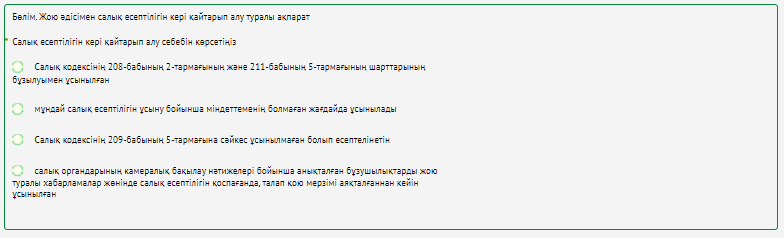 Бөлім. Жою әдісімен салық есептілігін кері қайтарып алу туралы ақпарат
* Салық есептілігін кері қайтарып алу себебін көрсетіңіз
Салық кодексінің 208-бабының 2-тармағының және 211-бабының 5-тармағының шарттарының
бұзылуымен ұсынылған
мұндай салық есептілігін ұсыну бойынша міндеттеменің болмаған жағдайда ұсынылады
Салық кодексінің 209-бабының 5-тармағына сәйкес ұсынылмаған болып есептелінетін
салық органдарының камералық бақылау нәтижелері бойынша анықталған бұзушылықтарды жою
туралы хабарламалар жөнінде салық есептілігін қоспағанда, талап қою мерзімі аяқталғаннан кейін
ұсынылған